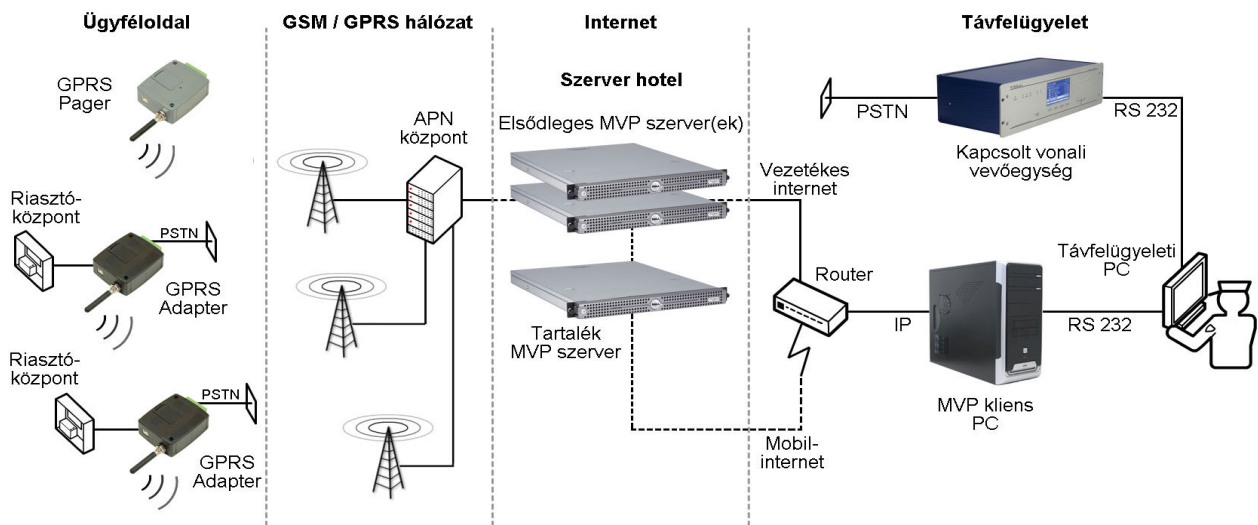 Ügyféloldal
GSM / GPRS hálózat
Internet
Távfelügyelet
GPRS
Pager
Riasztó-
központ
PSTN
GPRS
Adapter
Riasztó-
központ
PSTN
GPRS
Adapter
APN
központ
Szerver hotel
Elsődleges MVP szerver(ek)
Tartalék
MVP szerver
Vezetékes
internet
Router
Mobil-
internet
PSTN
RS 232
Kapcsolt vonali
vevőegység
Távfelügyeleti
PC
IP
RS 232
MVP kliens
PC